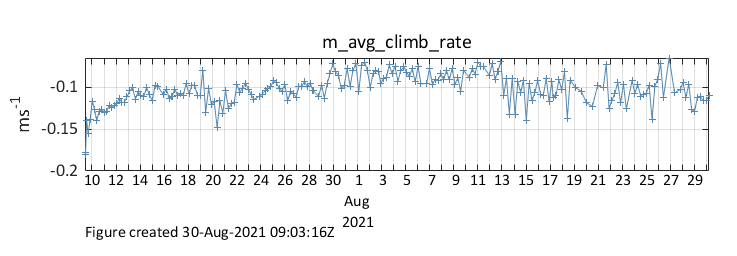 m_avg_climb_rate
-0.1
-0.15
-0.2
ms-1
10 12 14 16 18 20 22 24 26 28 30 1 3 5 7 9 11 13 15 17 19 21 23 25 27 29
Aug
2021
Figure created 30-Aug-2021 09:03:16Z